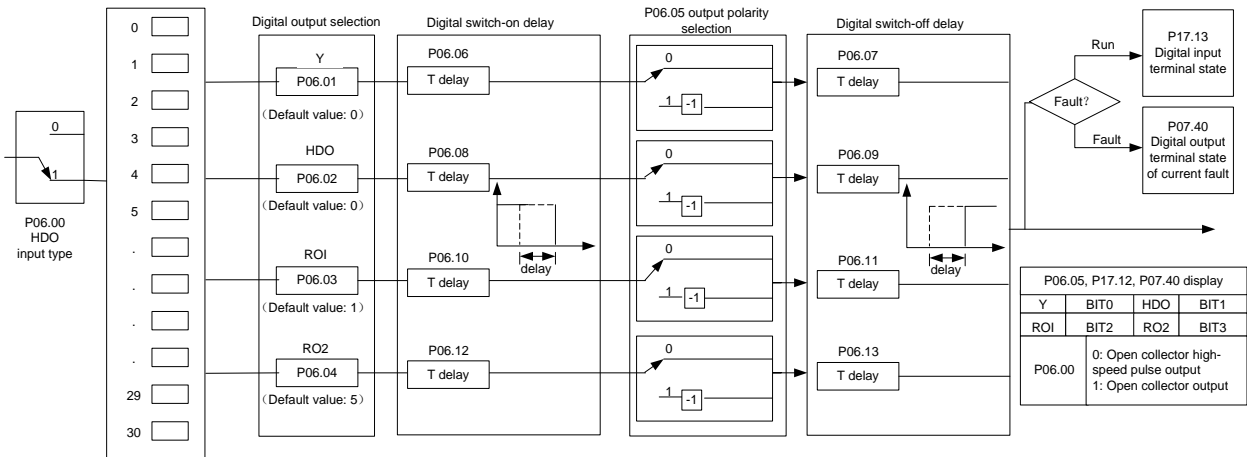 0
1
2
3
4
5
.
.
.
.
29
30
0
1
P06.00
HDO
input type
Digital output selection
Y
P06.01
(Default value: 0)
HDO
P06.02
(Default value: 0)
ROI
P06.03
(Default value: 1)
RO2
P06.04
(Default value: 5)
Digital switch-on delay
P06.06
T delay
P06.08
T delay
delay
P06.10
T delay
P06.12
T delay
P06.05 output polarity
selection
0
1
-1
0
1
-1
0
1
-1
0
1
-1
Digital switch-off delay
P06.07
T delay
P06.09
T delay
delay
P06.11
T delay
P06.13
T delay
Fault?
Run
Fault
P17.13
Digital input
terminal state
P07.40
Digital output
terminal state
of current fault
P06.05, P17.12, P07.40 display
Y BIT0 HDO BIT1
ROI BIT2 RO2 BIT3
P06.00
0: Open collector high-
speed pulse output
1: Open collector output